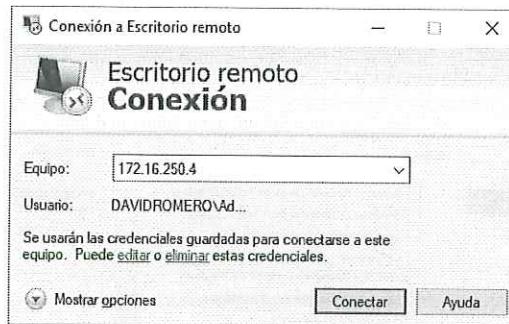 Conexión a Escritorio remoto
Escritorio remoto
Conexión
Equipo:
172.16.250.4
Usuario:
DAVIDROMERO\Ad...
Se usarán las credenciales guardadas para conectarse a este
equipo. Puede editar o eliminar estas credenciales.
Mostrar opciones
Conectar
Ayuda